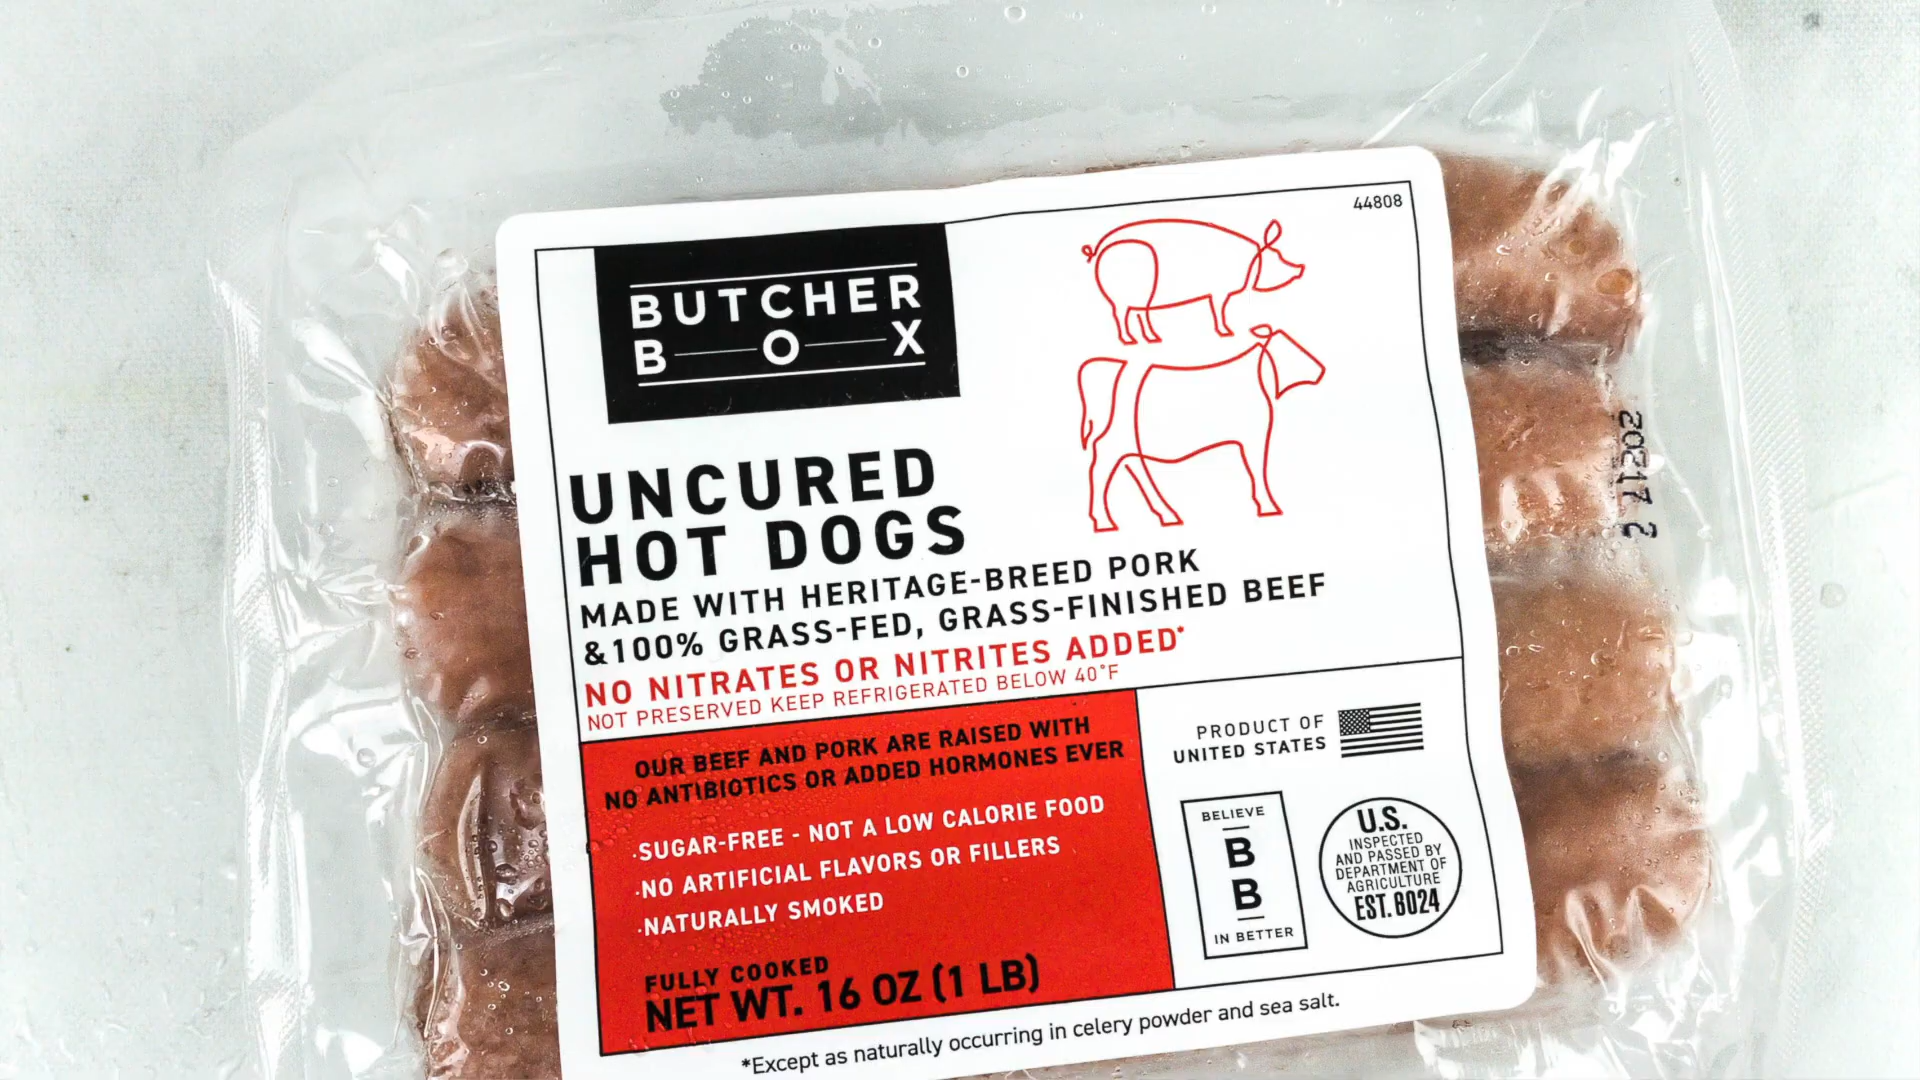 44808
BUTCHER
BOX
UNCURED
HOT DOGS
MADE WITH HERITAGE-BREED PORK
&100% GRASS-FED, GRASS-FINISHED BEEF
NO NITRATES OR NITRITES ADDED*
NOT PRESERVED KEEP REFRIGERATED BELOW 40°F
OUR BEEF AND PORK ARE RAISED WITH
NO ANTIBIOTICS OR ADDED HORMONES EVER
·SUGAR-FREE - NOT A LOW CALORIE FOOD
·NO ARTIFICIAL FLAVORS OR FILLERS
·NATURALLY SMOKED
FULLY COOKED
NET WT. 16 OZ (1 LB)
PRODUCT OF
UNITED STATES
BELIEVE
B
B
IN BETTER
U.S.
INSPECTED
AND PASSED BY
DEPARTMENT OF
AGRICULTURE
EST. 6024
*Except as naturally occurring in celery powder and sea salt.
20217 2